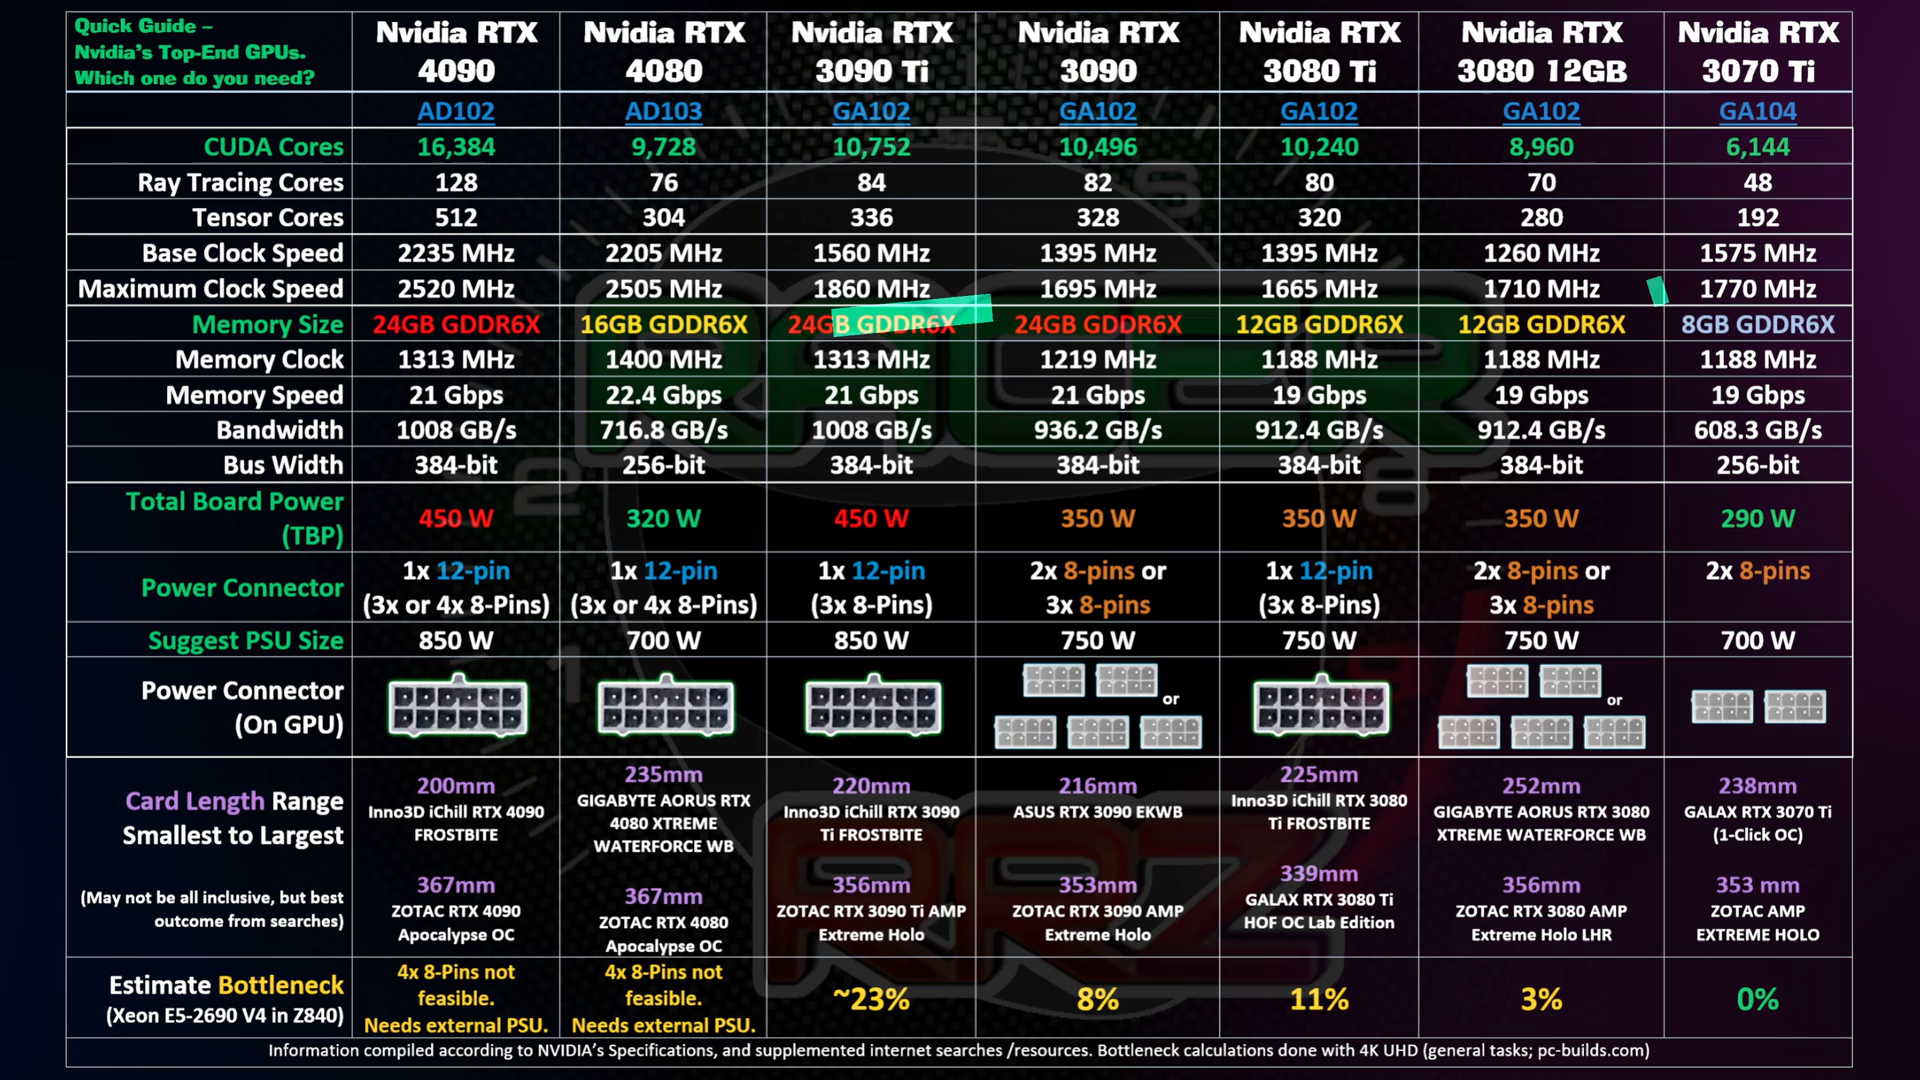 Quick Guide –
Nvidia's Top-End GPUs.
Which one do you need?
Nvidia RTX 4090
Nvidia RTX 4080
Nvidia RTX 3090 Ti
Nvidia RTX 3090
Nvidia RTX 3080 Ti
Nvidia RTX 3080 12GB
Nvidia RTX 3070 Ti
AD102 AD103 GA102 GA102 GA102 GA102 GA104
CUDA Cores 16,384 9,728 10,752 10,496 10,240 8,960 6,144
Ray Tracing Cores 128 76 84 82 80 70 48
Tensor Cores 512 304 336 328 320 280 192
Base Clock Speed 2235 MHz 2205 MHz 1560 MHz 1395 MHz 1395 MHz 1260 MHz 1575 MHz
Maximum Clock Speed 2520 MHz 2505 MHz 1860 MHz 1695 MHz 1665 MHz 1710 MHz 1770 MHz
Memory Size 24GB GDDR6X 16GB GDDR6X 24GB GDDR6X 24GB GDDR6X 12GB GDDR6X 12GB GDDR6X 8GB GDDR6X
Memory Clock 1313 MHz 1400 MHz 1313 MHz 1219 MHz 1188 MHz 1188 MHz 1188 MHz
Memory Speed 21 Gbps 22.4 Gbps 21 Gbps 21 Gbps 19 Gbps 19 Gbps 19 Gbps
Bandwidth 1008 GB/s 716.8 GB/s 1008 GB/s 936.2 GB/s 912.4 GB/s 912.4 GB/s 608.3 GB/s
Bus Width 384-bit 256-bit 384-bit 384-bit 384-bit 384-bit 256-bit
Total Board Power
(TBP)
450 W 320 W 450 W 350 W 350 W 350 W 290 W
Power Connector
1x 12-pin 1x 12-pin 1x 12-pin 2x 8-pins or 1x 12-pin 2x 8-pins or 2x 8-pins
(3x or 4x 8-Pins) (3x or 4x 8-Pins) (3x 8-Pins) 3x 8-pins (3x 8-Pins) 3x 8-pins
Suggest PSU Size 850 W 700 W 850 W 750 W 750 W 750 W 700 W
Power Connector
(On GPU)
or
or
Card Length Range
Smallest to Largest
(May not be all inclusive, but best
outcome from searches)
200mm
Inno3D iChill RTX 4090
FROSTBITE
367mm
ZOTAC RTX 4090
Apocalypse OC
235mm
GIGABYTE AORUS RTX
4080 XTREME
WATERFORCE WB
367mm
ZOTAC RTX 4080
Apocalypse OC
220mm
Inno3D iChill RTX 3090
Ti FROSTBITE
356mm
ZOTAC RTX 3090 Ti AMP
Extreme Holo
216mm
ASUS RTX 3090 EKWB
353mm
ZOTAC RTX 3090 AMP
Extreme Holo
225mm
Inno3D iChill RTX 3080
Ti FROSTBITE
339mm
GALAX RTX 3080 Ti
HOF OC Lab Edition
252mm
GIGABYTE AORUS RTX 3080
XTREME WATERFORCE WB
356mm
ZOTAC RTX 3080 AMP
Extreme Holo LHR
238mm
GALAX RTX 3070 Ti
(1-Click OC)
353 mm
ZOTAC AMP
EXTREME HOLO
Estimate Bottleneck
(Xeon E5-2690 V4 in Z840)
4x 8-Pins not
feasible.
Needs external PSU.
4x 8-Pins not
feasible.
Needs external PSU.
~23% 8% 11% 3% 0%
Information compiled according to NVIDIA's Specifications, and supplemented internet searches /resources. Bottleneck calculations done with 4K UHD (general tasks; pc-builds.com)
RACER
RRZ
1
2
5
8